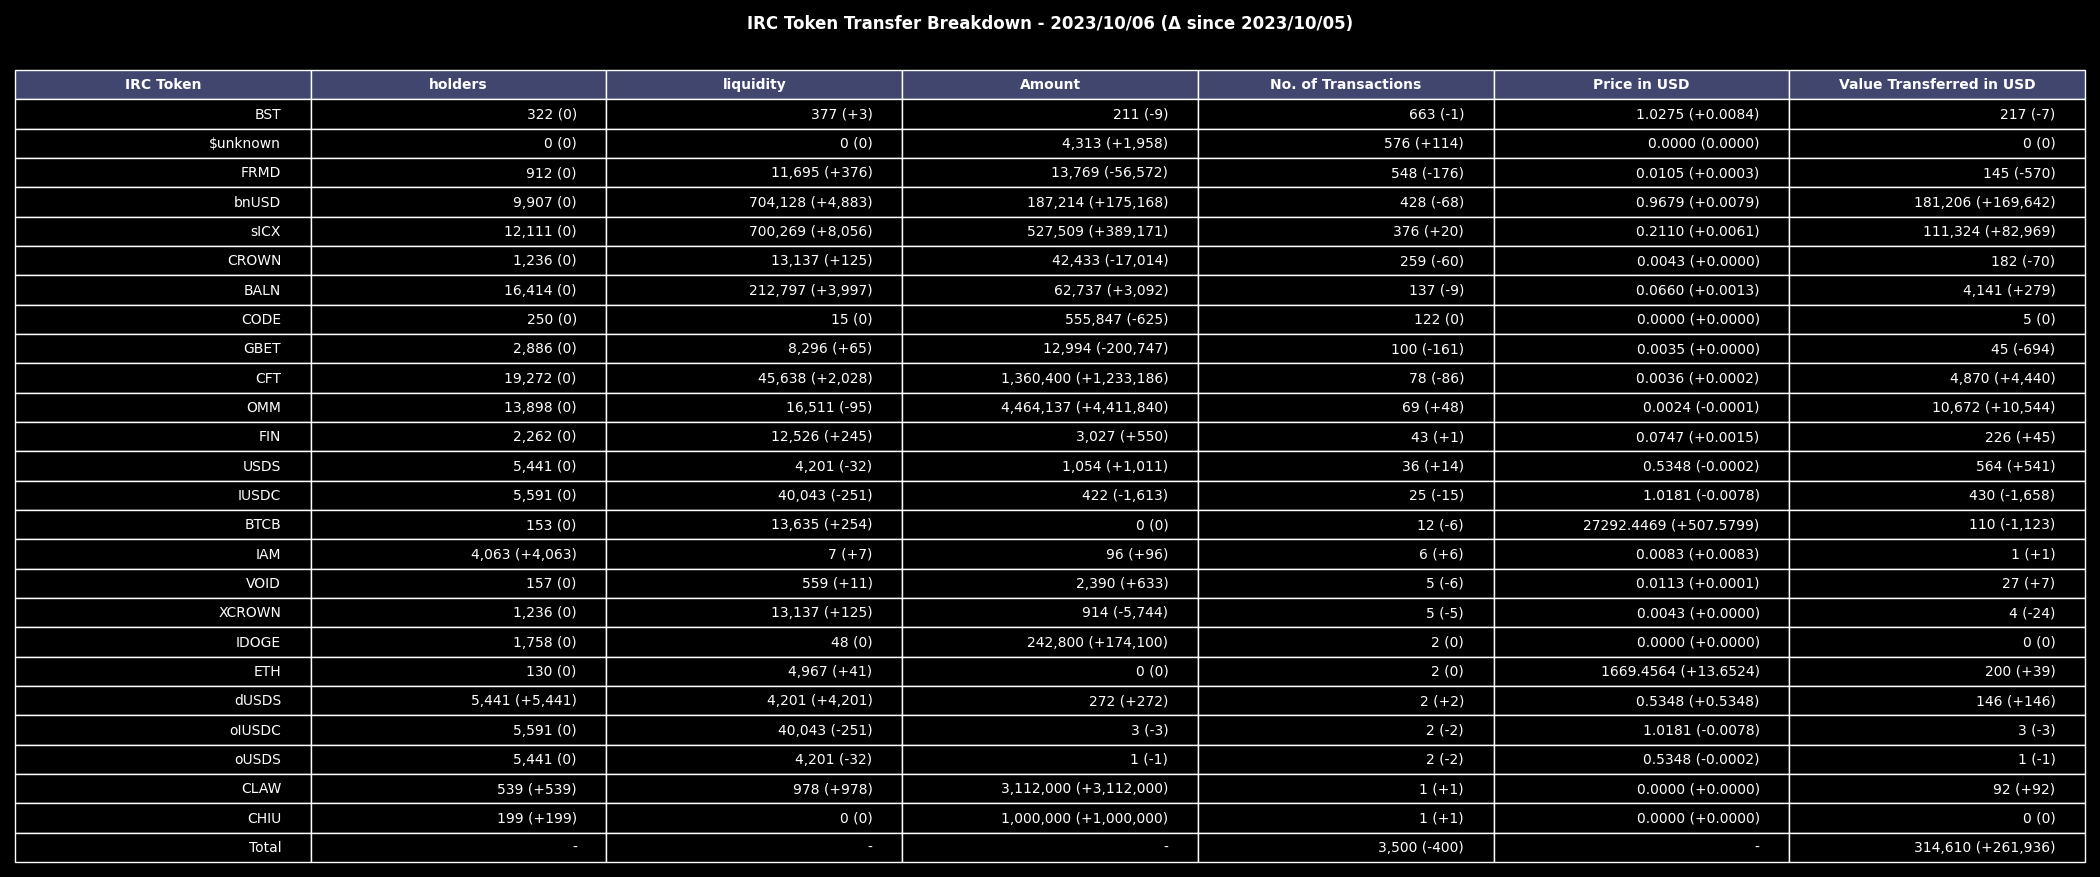 IRC Token Transfer Breakdown - 2023/10/06 (Δ since 2023/10/05)
IRC Token holders liquidity Amount No. of Transactions Price in USD Value Transferred in USD
BST 322 (0) 377 (+3) 211 (-9) 663 (-1) 1.0275 (+0.0084) 217 (-7)
$unknown 0 (0) 0 (0) 4,313 (+1,958) 576 (+114) 0.0000 (0.0000) 0 (0)
FRMD 912 (0) 11,695 (+376) 13,769 (-56,572) 548 (-176) 0.0105 (+0.0003) 145 (-570)
bnUSD 9,907 (0) 704,128 (+4,883) 187,214 (+175,168) 428 (-68) 0.9679 (+0.0079) 181,206 (+169,642)
sICX 12,111 (0) 700,269 (+8,056) 527,509 (+389,171) 376 (+20) 0.2110 (+0.0061) 111,324 (+82,969)
CROWN 1,236 (0) 13,137 (+125) 42,433 (-17,014) 259 (-60) 0.0043 (+0.0000) 182 (-70)
BALN 16,414 (0) 212,797 (+3,997) 62,737 (+3,092) 137 (-9) 0.0660 (+0.0013) 4,141 (+279)
CODE 250 (0) 15 (0) 555,847 (-625) 122 (0) 0.0000 (+0.0000) 5 (0)
GBET 2,886 (0) 8,296 (+65) 12,994 (-200,747) 100 (-161) 0.0035 (+0.0000) 45 (-694)
CFT 19,272 (0) 45,638 (+2,028) 1,360,400 (+1,233,186) 78 (-86) 0.0036 (+0.0002) 4,870 (+4,440)
OMM 13,898 (0) 16,511 (-95) 4,464,137 (+4,411,840) 69 (+48) 0.0024 (-0.0001) 10,672 (+10,544)
FIN 2,262 (0) 12,526 (+245) 3,027 (+550) 43 (+1) 0.0747 (+0.0015) 226 (+45)
USDS 5,441 (0) 4,201 (-32) 1,054 (+1,011) 36 (+14) 0.5348 (-0.0002) 564 (+541)
IUSDC 5,591 (0) 40,043 (-251) 422 (-1,613) 25 (-15) 1.0181 (-0.0078) 430 (-1,658)
BTCB 153 (0) 13,635 (+254) 0 (0) 12 (-6) 27292.4469 (+507.5799) 110 (-1,123)
IAM 4,063 (+4,063) 7 (+7) 96 (+96) 6 (+6) 0.0083 (+0.0083) 1 (+1)
VOID 157 (0) 559 (+11) 2,390 (+633) 5 (-6) 0.0113 (+0.0001) 27 (+7)
XCROWN 1,236 (0) 13,137 (+125) 914 (-5,744) 5 (-5) 0.0043 (+0.0000) 4 (-24)
IDOGE 1,758 (0) 48 (0) 242,800 (+174,100) 2 (0) 0.0000 (+0.0000) 0 (0)
ETH 130 (0) 4,967 (+41) 0 (0) 2 (0) 1669.4564 (+13.6524) 200 (+39)
dUSDS 5,441 (+5,441) 4,201 (+4,201) 272 (+272) 2 (+2) 0.5348 (+0.5348) 146 (+146)
oIUSDC 5,591 (0) 40,043 (-251) 3 (-3) 2 (-2) 1.0181 (-0.0078) 3 (-3)
oUSDS 5,441 (0) 4,201 (-32) 1 (-1) 2 (-2) 0.5348 (-0.0002) 1 (-1)
CLAW 539 (+539) 978 (+978) 3,112,000 (+3,112,000) 1 (+1) 0.0000 (+0.0000) 92 (+92)
CHIU 199 (+199) 0 (0) 1,000,000 (+1,000,000) 1 (+1) 0.0000 (+0.0000) 0 (0)
Total - - - 3,500 (-400) - 314,610 (+261,936)